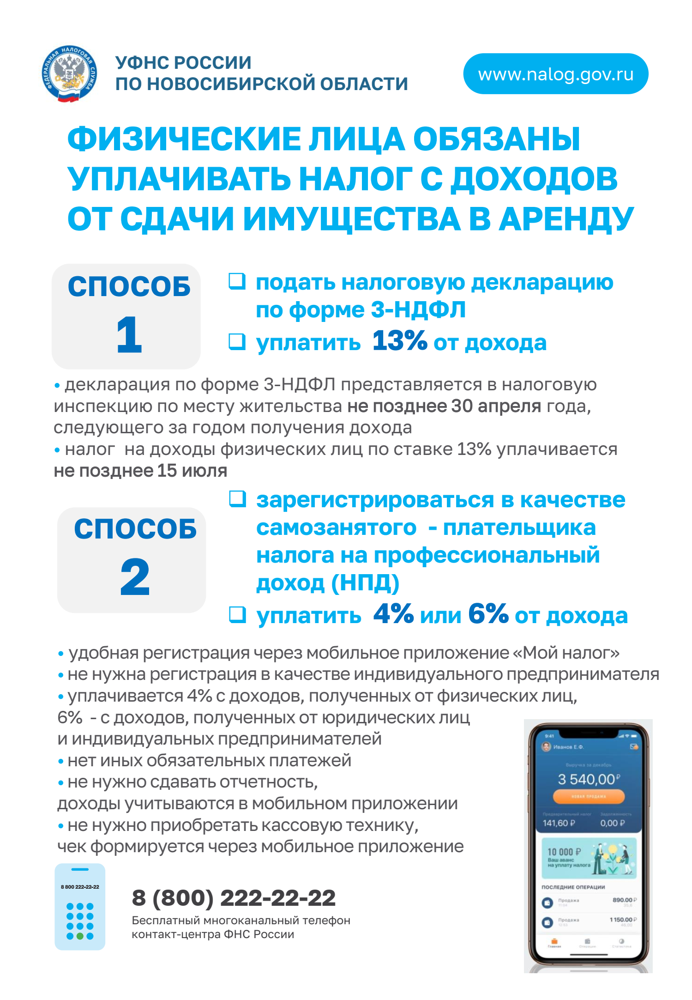 ФЕДЕРАЛЬНАЯ НАЛОГОВАЯ СЛУЖБА
УФНС РОССИИ
ПО НОВОСИБИРСКОЙ ОБЛАСТИ
www.nalog.gov.ru
ФИЗИЧЕСКИЕ ЛИЦА ОБЯЗАНЫ
УПЛАЧИВАТЬ НАЛОГ С ДОХОДОВ
ОТ СДАЧИ ИМУЩЕСТВА В АРЕНДУ
СПОСОБ
1
❑ подать налоговую декларацию
по форме 3-НДФЛ
❑ уплатить 13% от дохода
• декларация по форме 3-НДФЛ представляется в налоговую
инспекцию по месту жительства не позднее 30 апреля года,
следующего за годом получения дохода
• налог на доходы физических лиц по ставке 13% уплачивается
не позднее 15 июля
СПОСОБ
2
❑ зарегистрироваться в качестве
самозанятого - плательщика
налога на профессиональный
доход (НПД)
❑ уплатить 4% или 6% от дохода
• удобная регистрация через мобильное приложение «Мой налог»
• не нужна регистрация в качестве индивидуального предпринимателя
• уплачивается 4% с доходов, полученных от физических лиц,
6% - с доходов, полученных от юридических лиц
и индивидуальных предпринимателей
• нет иных обязательных платежей
• не нужно сдавать отчетность,
доходы учитываются в мобильном приложении
• не нужно приобретать кассовую технику,
чек формируется через мобильное приложение
9:41
Иванов Е.Ф.
Выручка за декабрь
3 540,00 ₽
НОВАЯ ПРОДАЖА
Предварительный налог Задолженность
141,60 ₽ 0,00 ₽
10 000 ₽
Ваш аванс
на уплату налога
ПОСЛЕДНИЕ ОПЕРАЦИИ
Продажа 890.00 ₽
11:04 35,6
Продажа 1 150.00 ₽
12:53 46,00
Главная Операции Статистика
8 800 222-22-22
8 (800) 222-22-22
Бесплатный многоканальный телефон
контакт-центра ФНС России